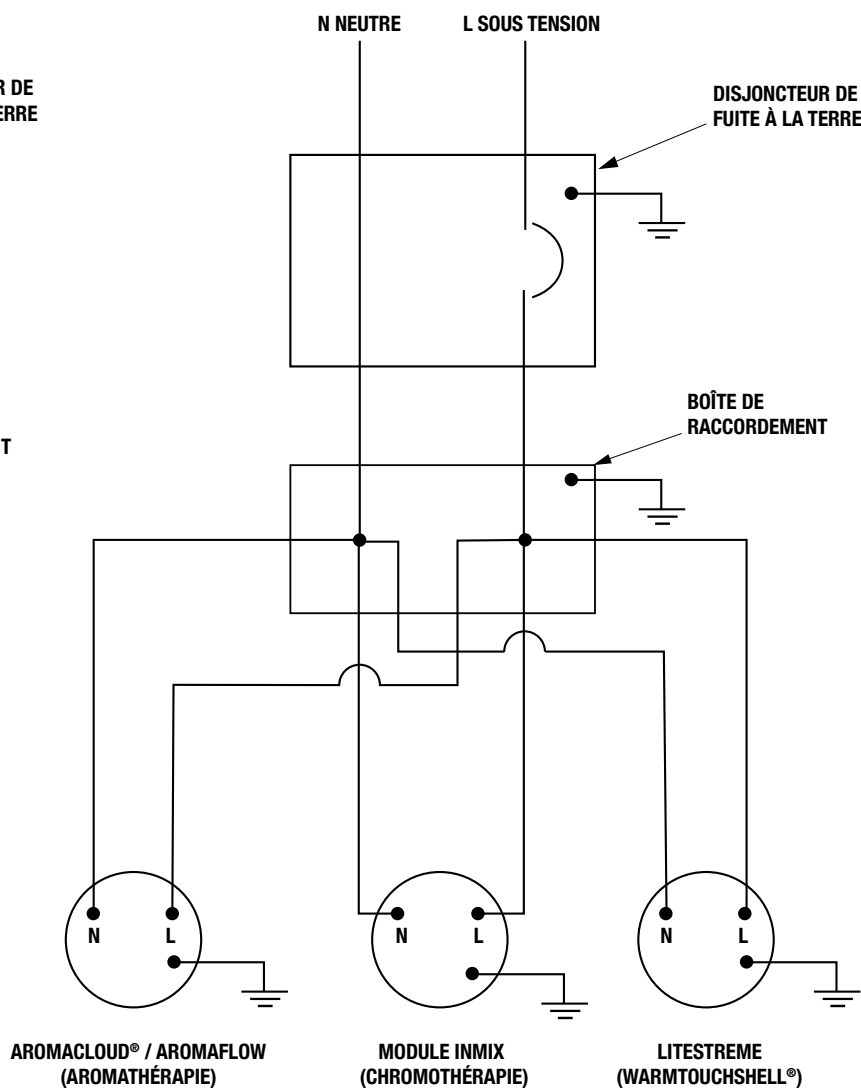 N NEUTRE
L SOUS TENSION
R DE
ERRE
DISJONCTEUR DE
FUITE À LA TERRE
T
BOÎTE DE
RACCORDEMENT
N
L
N
L
N
L
AROMACLOUD® / AROMAFLOW
(AROMATHÉRAPIE)
MODULE INMIX
(CHROMOTHÉRAPIE)
LITESTREME
(WARMTOUCHSHELL®)